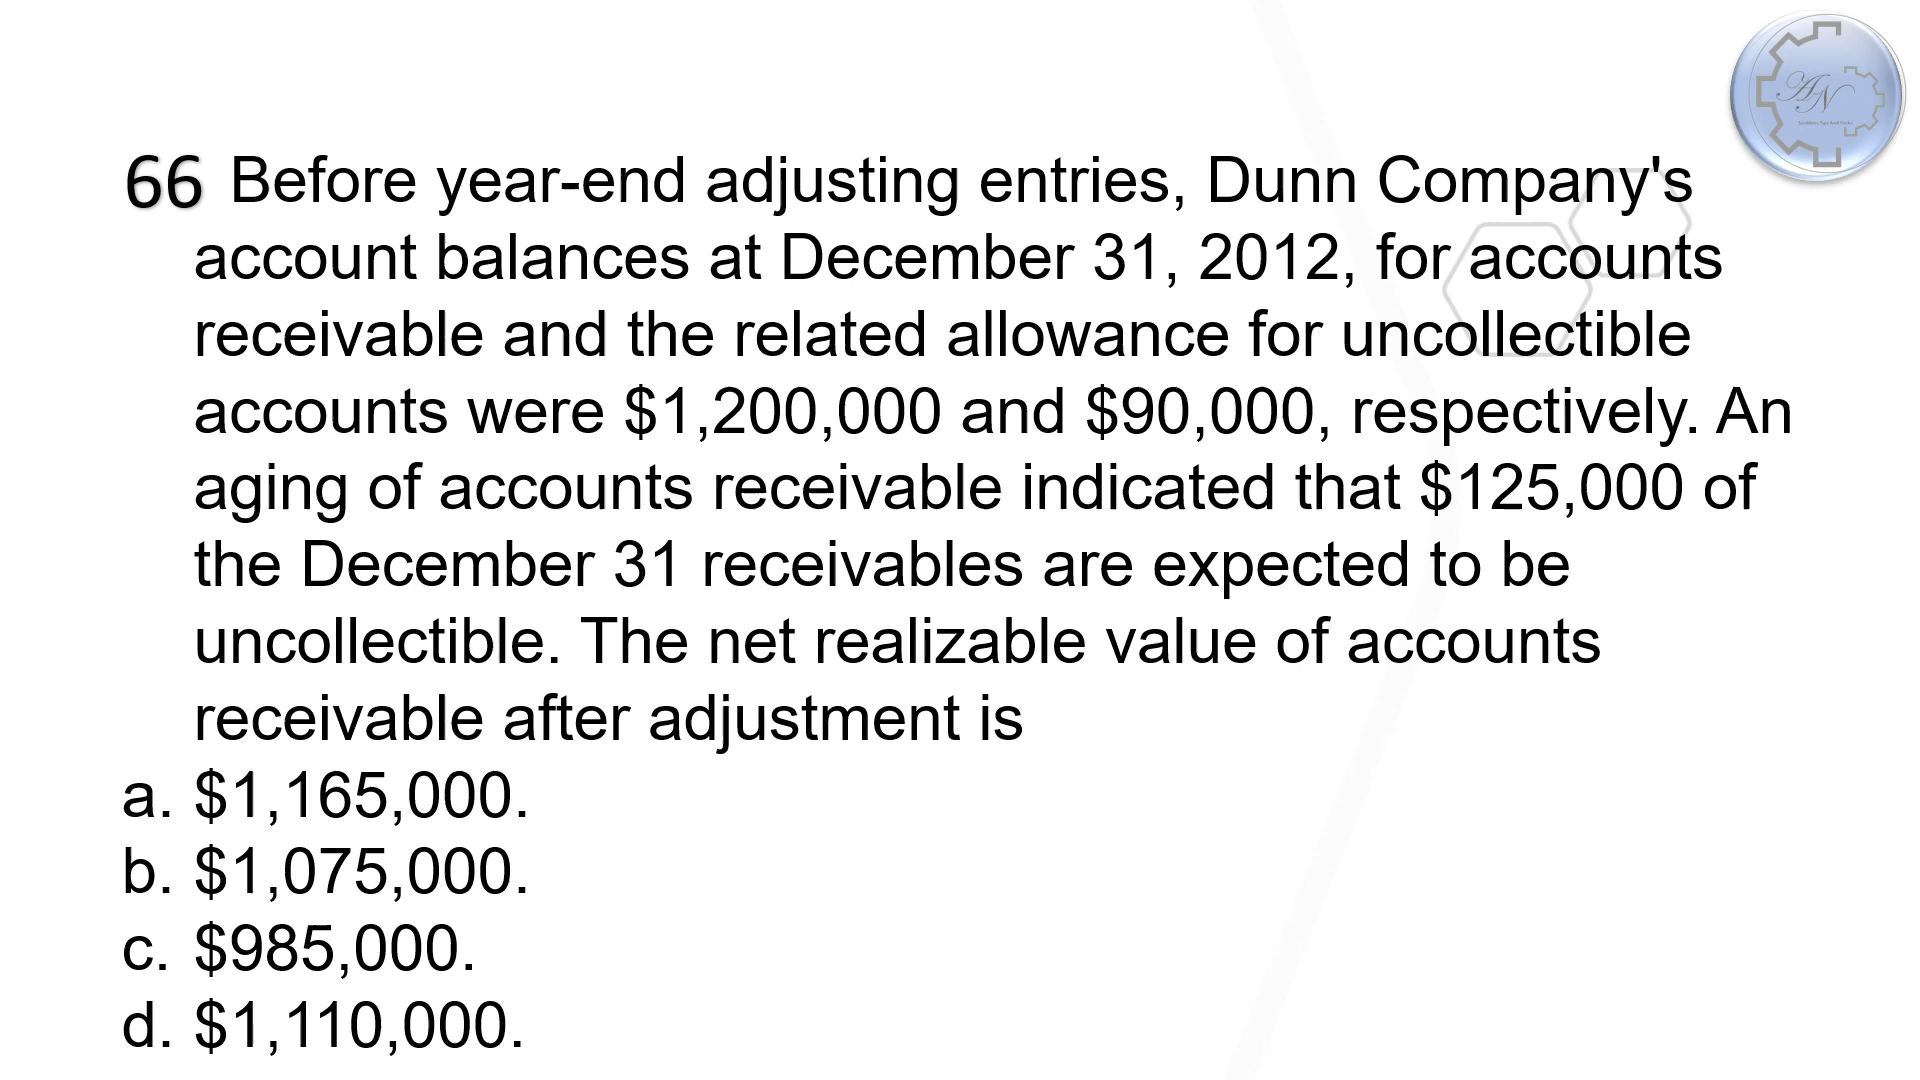 66 Before year-end adjusting entries, Dunn Company's
account balances at December 31, 2012, for accounts
receivable and the related allowance for uncollectible
accounts were $1,200,000 and $90,000, respectively. An
aging of accounts receivable indicated that $125,000 of
the December 31 receivables are expected to be
uncollectible. The net realizable value of accounts
receivable after adjustment is
a. $1,165,000.
b. $1,075,000.
c. $985,000.
d. $1,110,000.
AN